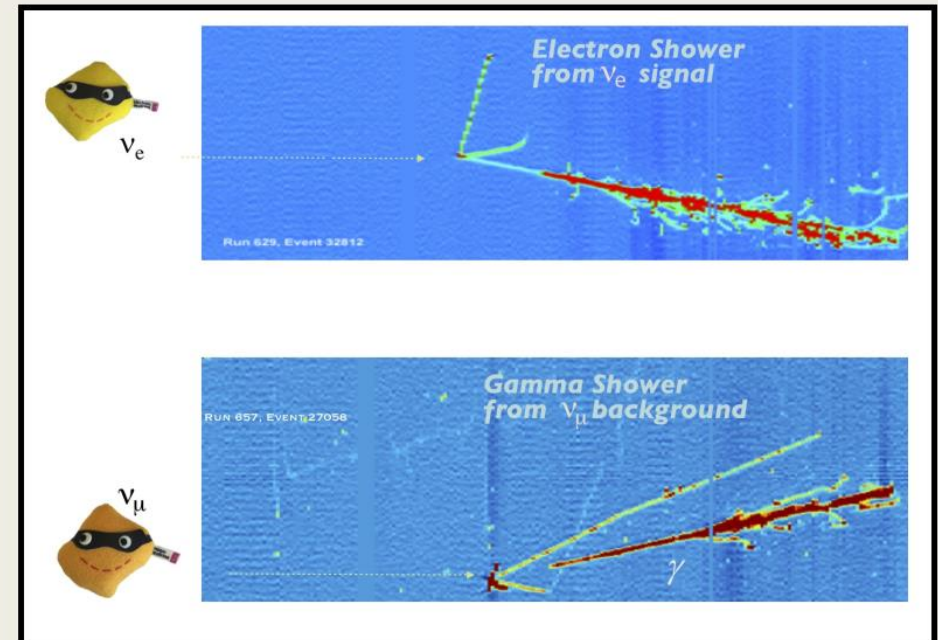 Electron Shower
from νe signal
νe
Run 629, Event 32812
Gamma Shower
from νμ background
RUN 657, EVENT 27058
νμ
γ